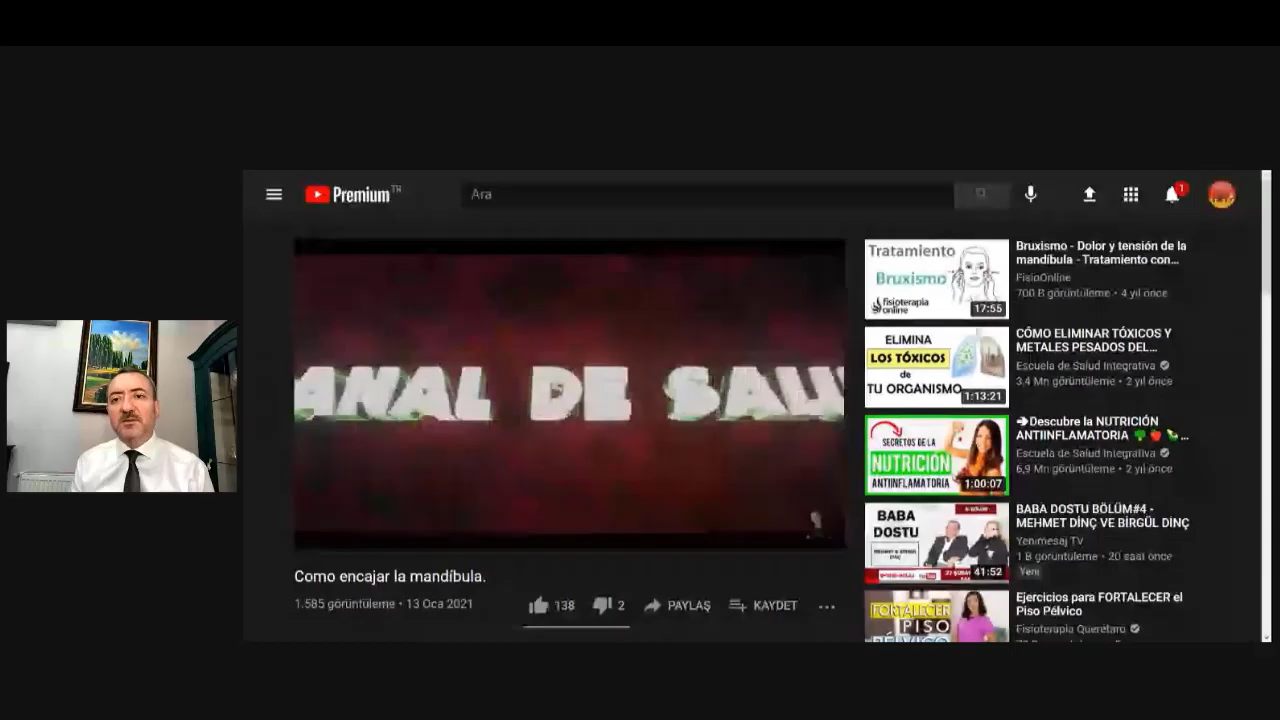 Premium TR
Ara
1
ANAL DE SALU
Como encajar la mandíbula.
1.585 görüntüleme • 13 Oca 2021
138
2
PAYLAŞ
KAYDET
Tratamiento
Bruxismo
fisioterapia
online
17:55
Bruxismo - Dolor y tensión de la
mandíbula - Tratamiento con...
FisioOnline
700 B görüntüleme • 4 yıl önce
ELIMINA
LOS TÓXICOS
de
TU ORGANISMO
1:13:21
CÓMO ELIMINAR TÓXICOS Y
METALES PESADOS DEL...
Escuela de Salud Integrativa
3,4 Mn görüntüleme • 2 yıl önce
SECRETOS DE LA
NUTRICIÓN
ANTIINFLAMATORIA
1:00:07
➔Descubre la NUTRICIÓN
ANTIINFLAMATORIA 🥦 🍎 🍃...
Escuela de Salud Integrativa
6,9 Mn görüntüleme • 2 yıl önce
BABA
DOSTU
41:52
BABA DOSTU BÖLÜM#4 -
MEHMET DİNÇ VE BİRGÜL DİNÇ
Yenimesaj TV
1 B görüntüleme • 20 saat önce
Yeni
FORTALECER
PISO
PÉLVICO
Ejercicios para FORTALECER el
Piso Pélvico
Fisioterapia Querétaro